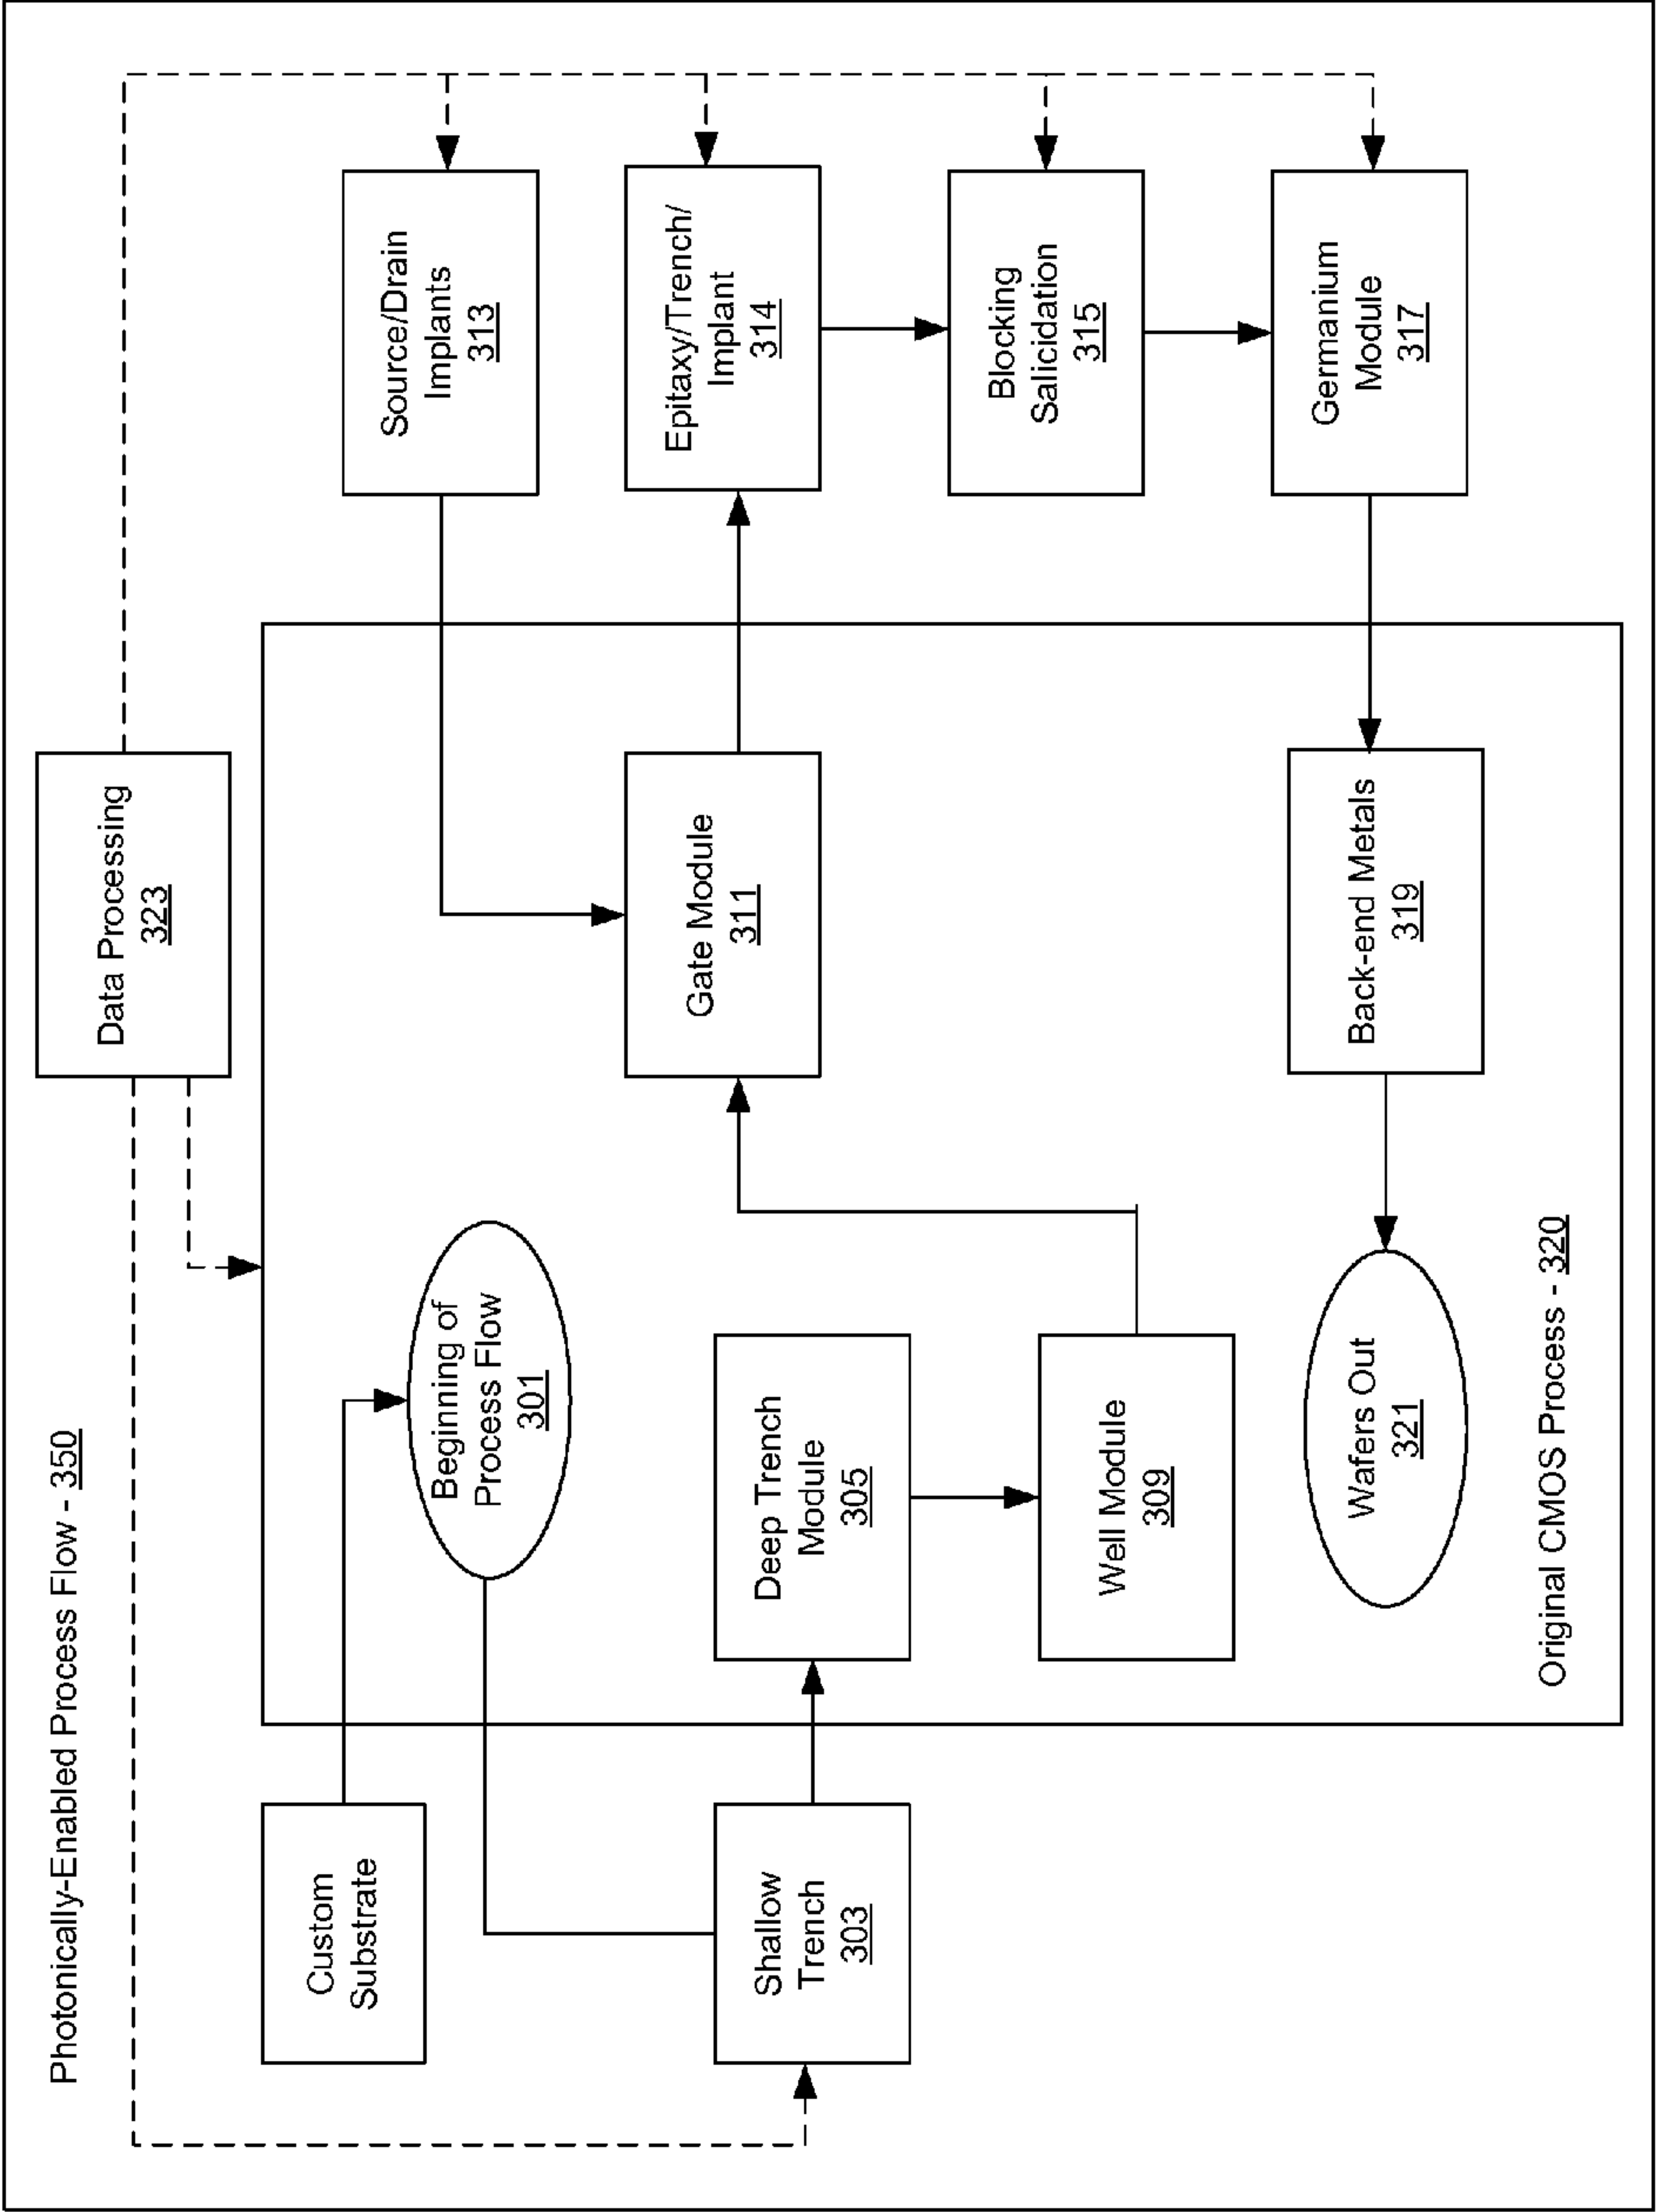 Photonically-Enabled Process Flow - 350
Data Processing
323
Custom
Substrate
Beginning of
Process Flow
301
Source/Drain
Implants
313
Shallow
Trench
303
Deep Trench
Module
305
Gate Module
311
Epitaxy/Trench/
Implant
314
Well Module
309
Blocking
Salicidation
315
Wafers Out
321
Back-end Metals
319
Germanium
Module
317
Original CMOS Process - 320